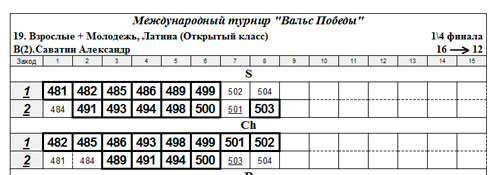 Международный турнир "Вальс Победы"
19. Взрослые + Молодежь, Латина (Открытый класс) 1\4 финала
B(2).Саватин Александр 16 → 12
Заход 1 2 3 4 5 6 7 8 9 10 11 12 13 14 15
S
1 481 482 485 486 489 499 502 504
2 484 491 493 494 498 500 501 503
Ch
1 482 485 486 493 498 499 501 502
2 481 484 489 491 494 500 503 504